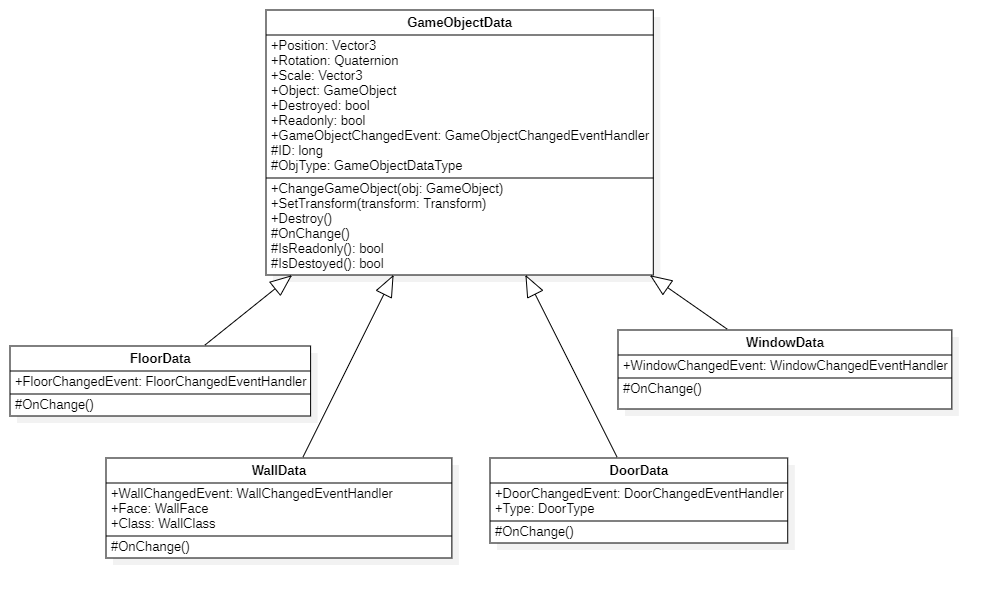 GameObjectData
+Position: Vector3
+Rotation: Quaternion
+Scale: Vector3
+Object: GameObject
+Destroyed: bool
+Readonly: bool
+GameObjectChangedEvent: GameObjectChangedEventHandler
#ID: long
#ObjType: GameObjectDataType
+ChangeGameObject(obj: GameObject)
+SetTransform(transform: Transform)
+Destroy()
#OnChange()
#IsReadonly(): bool
#IsDestoyed(): bool
FloorData
+FloorChangedEvent: FloorChangedEventHandler
#OnChange()
WindowData
+WindowChangedEvent: WindowChangedEventHandler
#OnChange()
WallData
+WallChangedEvent: WallChangedEventHandler
+Face: WallFace
+Class: WallClass
#OnChange()
DoorData
+DoorChangedEvent: DoorChangedEventHandler
+Type: DoorType
#OnChange()